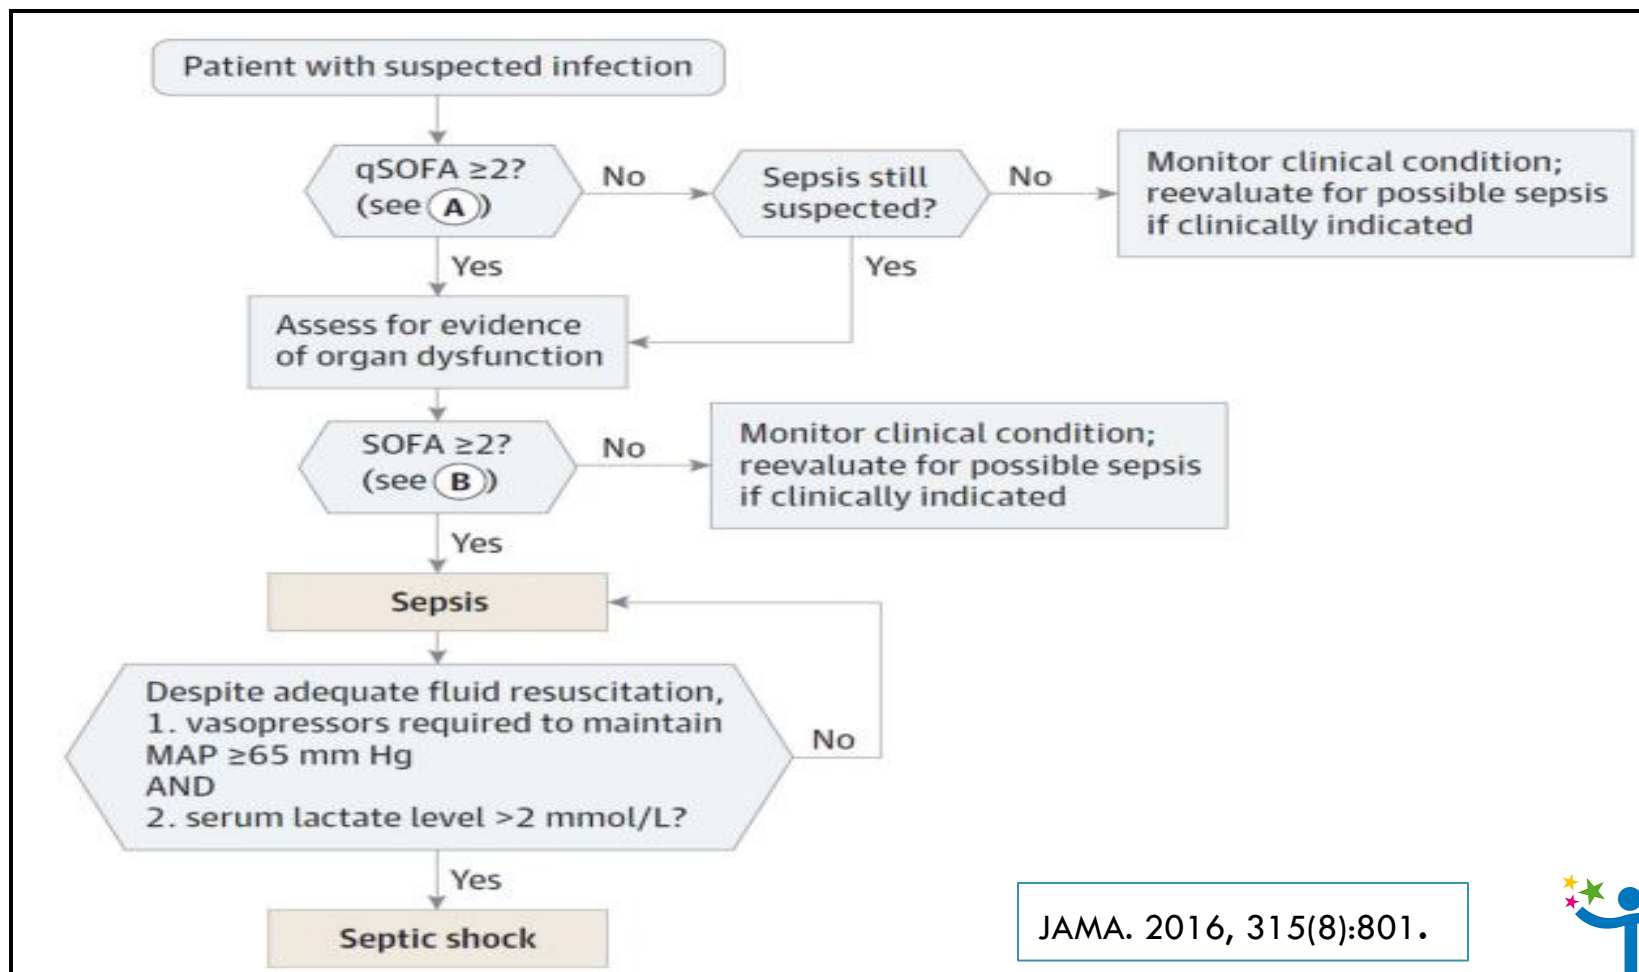 Patient with suspected infection
qSOFA ≥2?
(see A)
No
Sepsis still
suspected?
No
Monitor clinical condition;
reevaluate for possible sepsis
if clinically indicated
Yes
Yes
Assess for evidence
of organ dysfunction
SOFA ≥2?
(see B)
No
Monitor clinical condition;
reevaluate for possible sepsis
if clinically indicated
Yes
Sepsis
Despite adequate fluid resuscitation,
1. vasopressors required to maintain
MAP ≥65 mm Hg
AND
2. serum lactate level >2 mmol/L?
No
Yes
Septic shock
JAMA. 2016, 315(8):801.